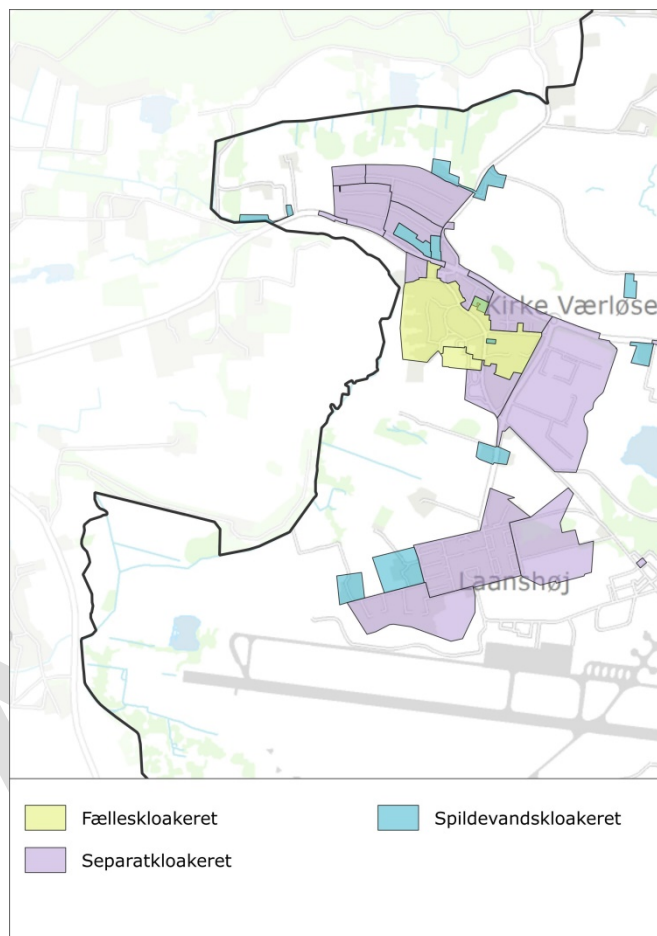 Kirke Værløse
Laanshøj
Fælleskloakeret
Spildevandskloakeret
Separatkloakeret